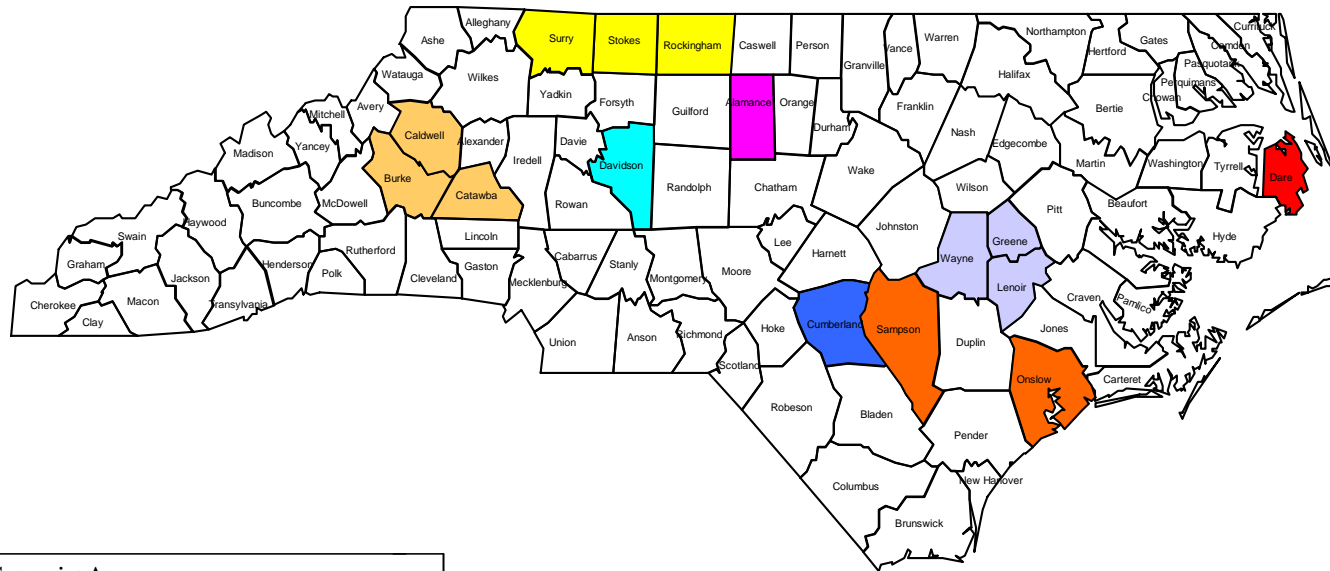 Alleghany
Ashe
Surry
Stokes
Rockingham
Caswell
Person
Granville
Vance
Warren
Northampton
Hertford
Gates
Currituck
Camden
Pasquotank
Perquimans
Chowan
Watauga
Wilkes
Halifax
Yadkin
Forsyth
Guilford
Alamance
Orange
Durham
Franklin
Bertie
Avery
Mitchell
Caldwell
Alexander
Iredell
Davie
Nash
Edgecombe
Madison
Yancey
Davidson
Wake
Martin
Washington
Tyrrell
Dare
Burke
Catawba
Randolph
Chatham
Wilson
Buncombe
McDowell
Rowan
Pitt
Beaufort
Haywood
Swain
Lincoln
Johnston
Greene
Hyde
Graham
Jackson
Henderson
Rutherford
Polk
Cleveland
Gaston
Mecklenburg
Cabarrus
Stanly
Montgomery
Moore
Lee
Harnett
Wayne
Lenoir
Craven
Pamlico
Cherokee
Macon
Clay
Union
Anson
Richmond
Hoke
Cumberland
Sampson
Duplin
Jones
Scotland
Onslow
Carteret
Robeson
Bladen
Pender
Columbus
New Hanover
Brunswick